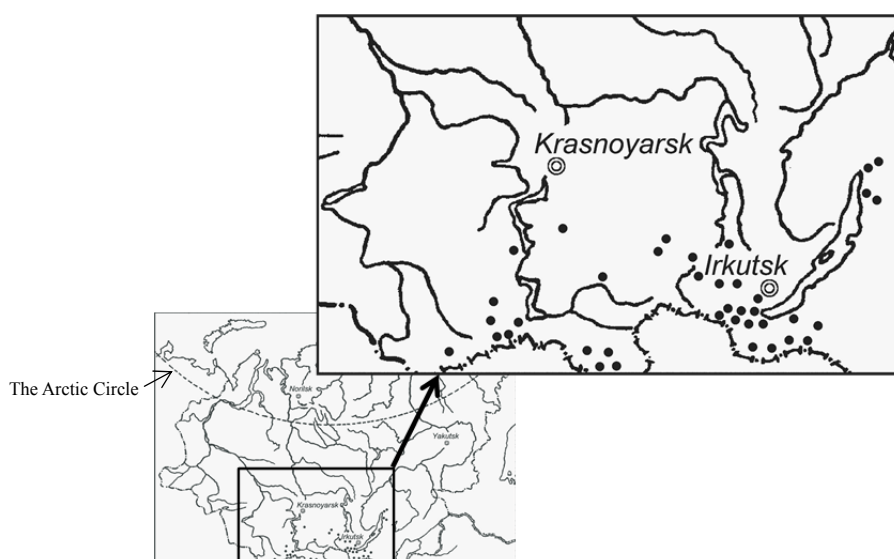 Krasnoyarsk
Irkutsk
The Arctic Circle
Norilsk
Yakutsk
Krasnoyarsk
Irkutsk